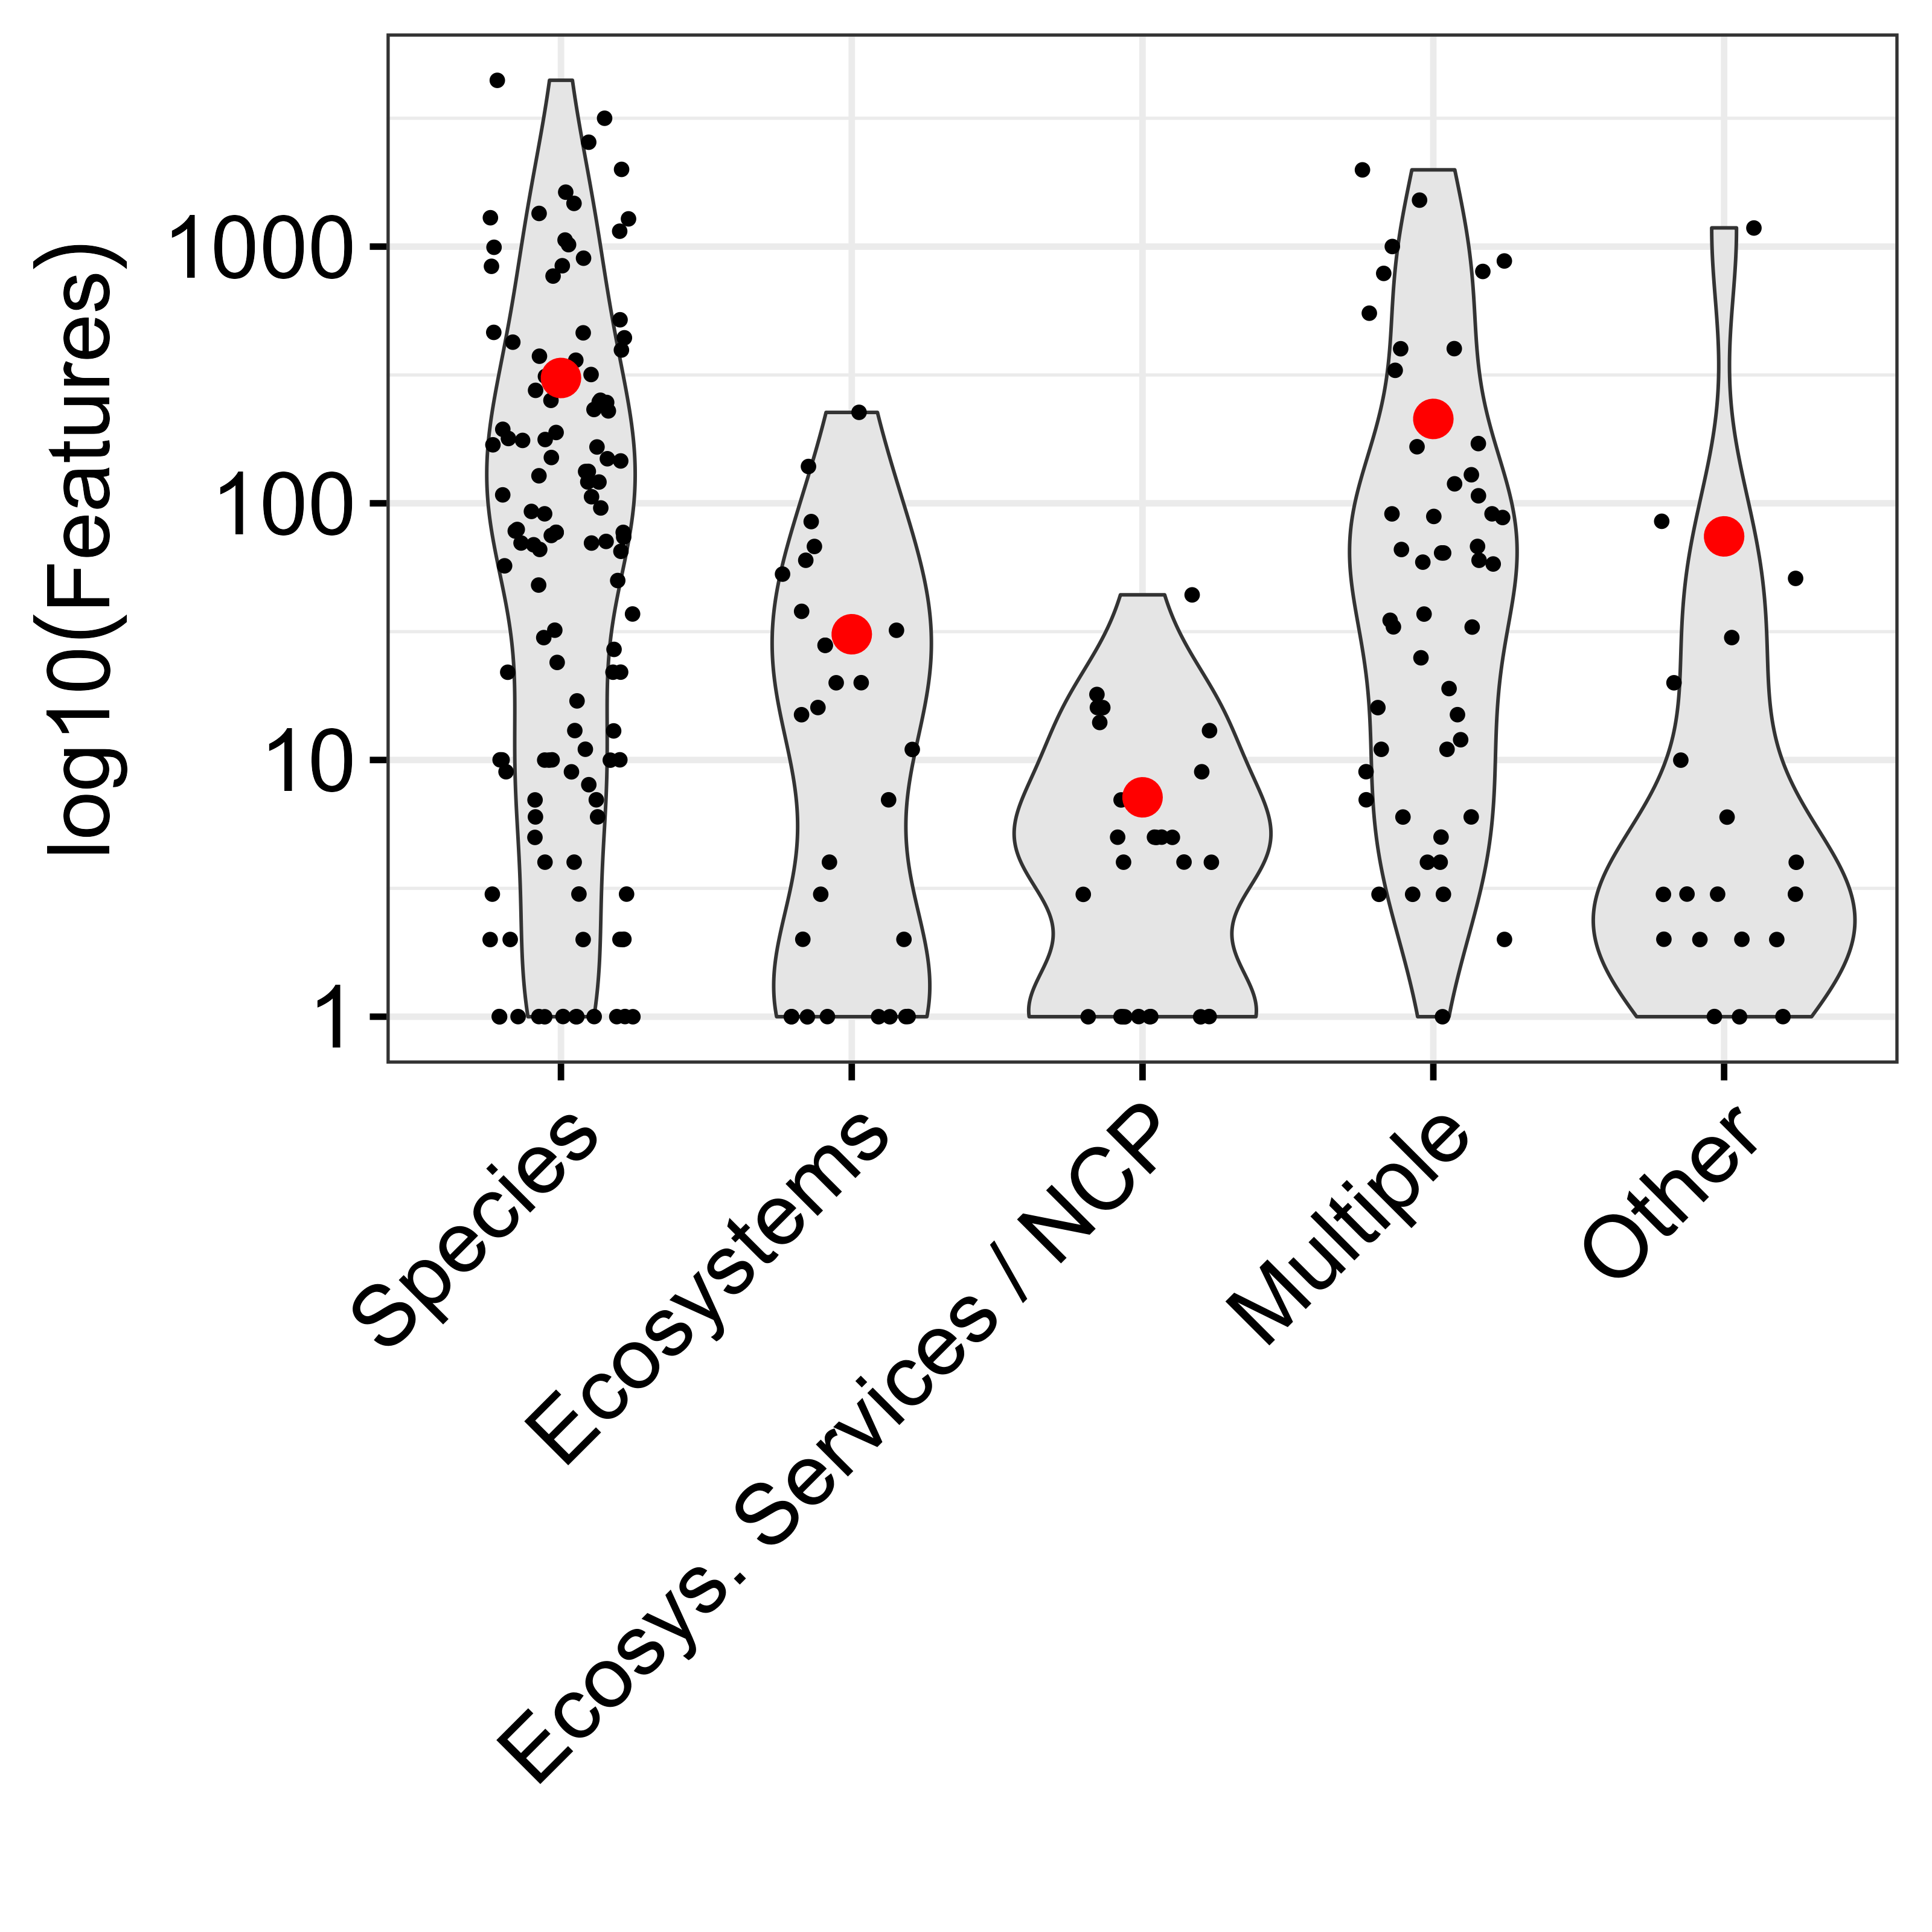 log10(Features)
1000
100
10
1
Species
Ecosystems
Ecosys. Services / NCP
Multiple
Other